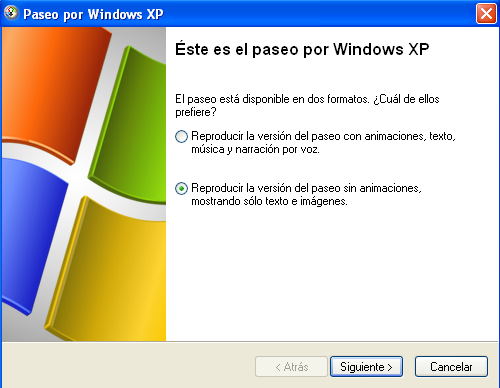 Paseo por Windows XP
Éste es el paseo por Windows XP
El paseo está disponible en dos formatos. ¿Cuál de ellos
prefiere?
Reproducir la versión del paseo con animaciones, texto,
música y narración por voz.
Reproducir la versión del paseo sin animaciones,
mostrando sólo texto e imágenes.
< Atrás
Siguiente >
Cancelar